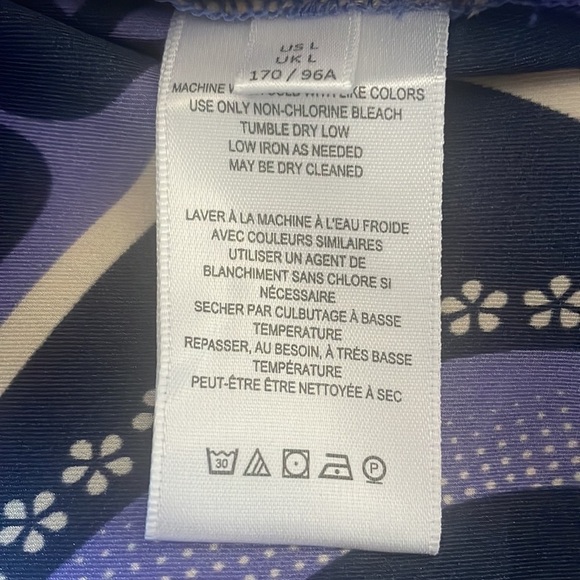 US L
UK L
170 / 96A
MACHINE WITH LIKE COLORS
USE ONLY NON-CHLORINE BLEACH
TUMBLE DRY LOW
LOW IRON AS NEEDED
MAY BE DRY CLEANED
LAVER À LA MACHINE À L'EAU FROIDE
AVEC COULEURS SIMILAIRES
UTILISER UN AGENT DE
BLANCHIMENT SANS CHLORE SI
NÉCESSAIRE
SECHER PAR CULBUTAGE À BASSE
TEMPERATURE
REPASSER, AU BESOIN, À TRÉS BASSE
TEMPÉRATURE
PEUT-ÊTRE ÊTRE NETTOYÉE À SEC
30 P